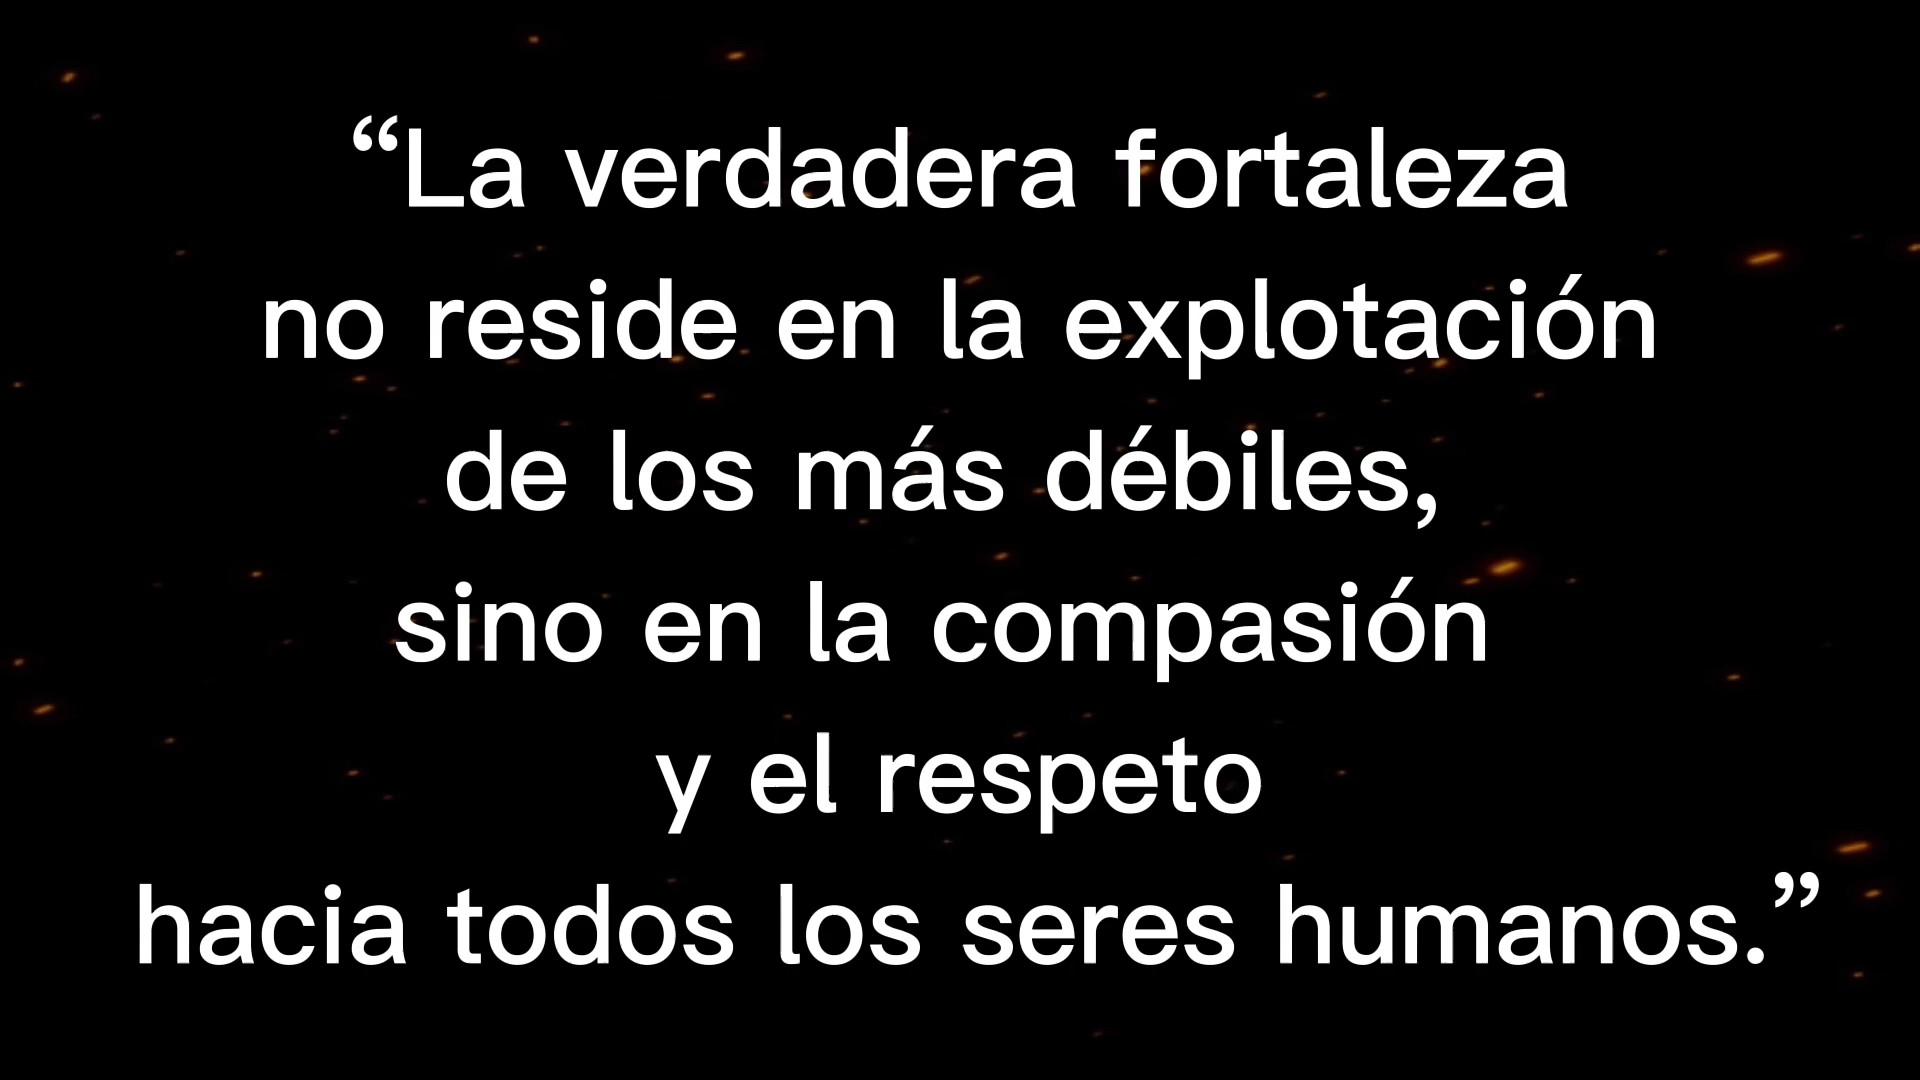 “La verdadera fortaleza
no reside en la explotación
de los más débiles,
sino en la compasión
y el respeto
hacia todos los seres humanos.”